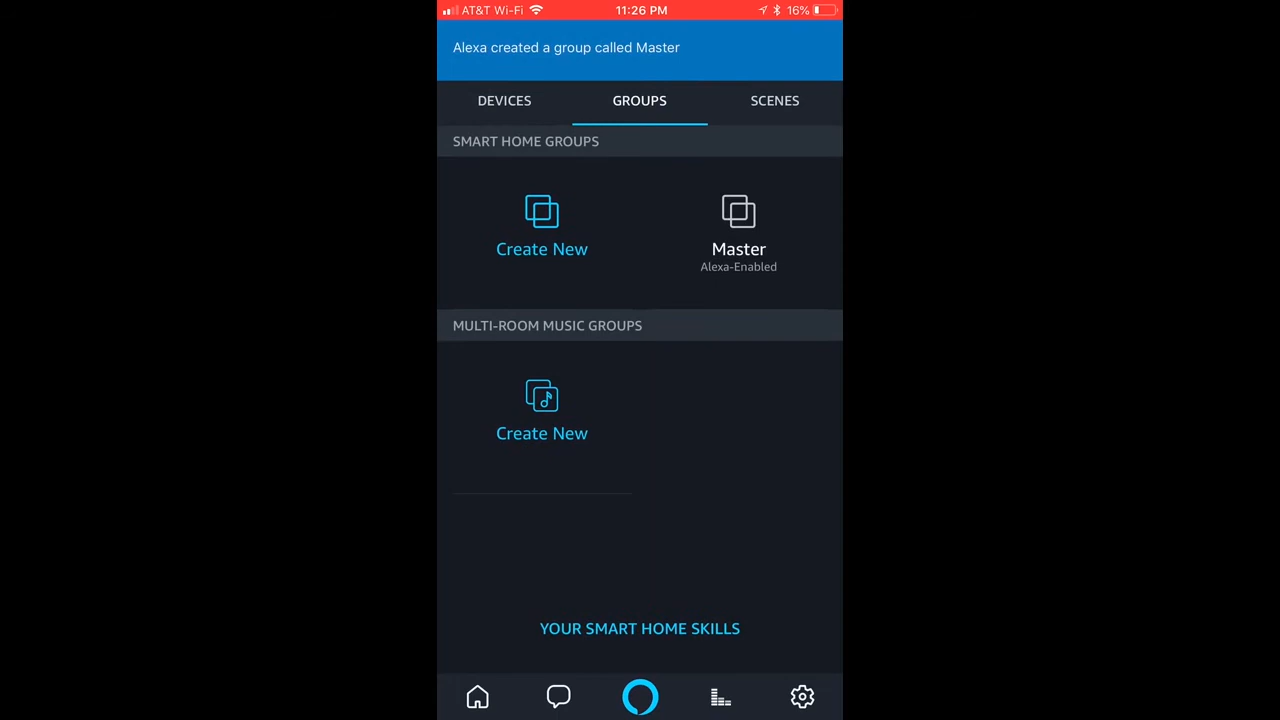 AT&T Wi-Fi 11:26 PM 16%
Alexa created a group called Master
DEVICES GROUPS SCENES
SMART HOME GROUPS
Create New Master
Alexa-Enabled
MULTI-ROOM MUSIC GROUPS
Create New
YOUR SMART HOME SKILLS